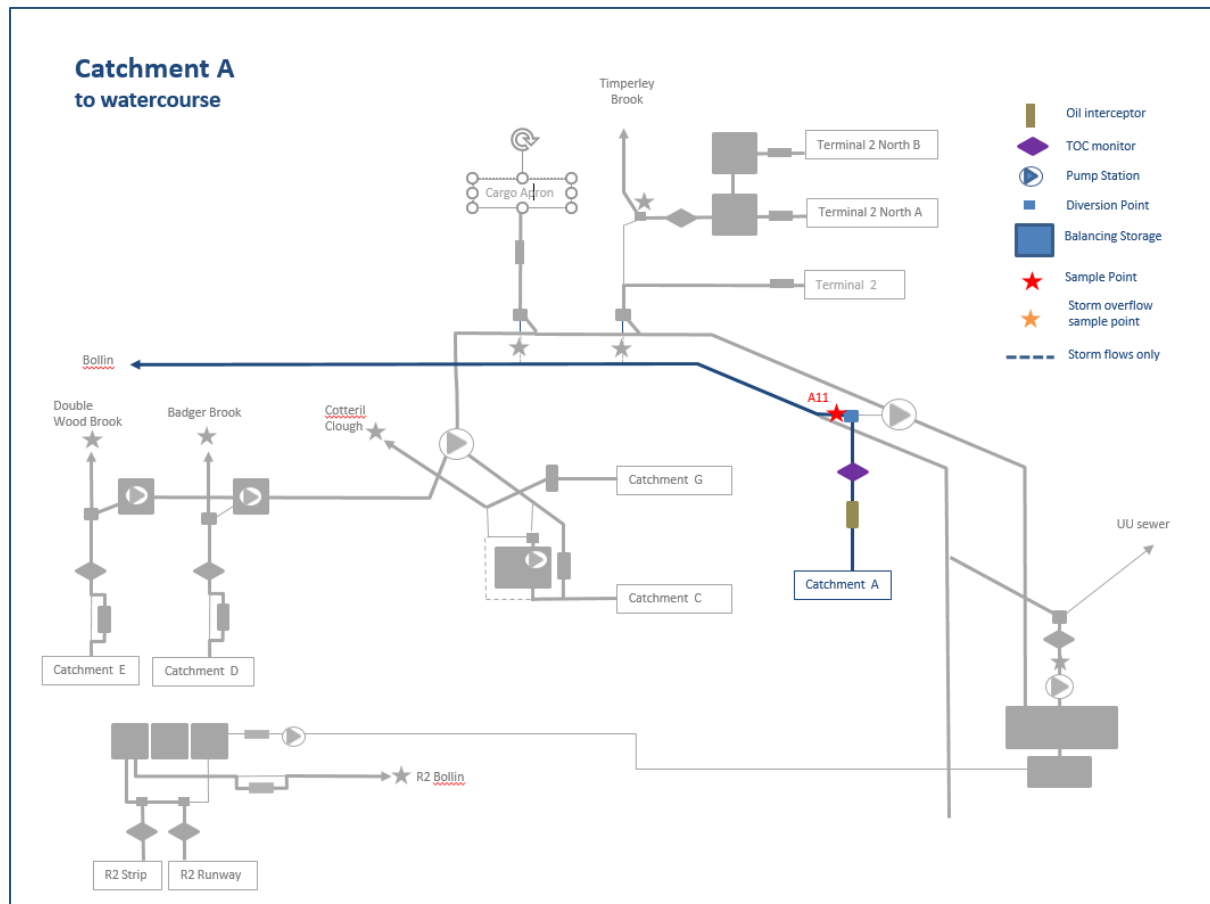 Catchment A
to watercourse
Timperley
Brook
Oil interceptor
TOC monitor
Pump Station
Diversion Point
Balancing Storage
Sample Point
Storm overflow
sample point
Storm flows only
Terminal 2 North B
Cargo Apron
Terminal 2 North A
Terminal 2
Bollin
A11
Double
Wood Brook
Badger Brook
Cotteril
Clough
Catchment G
UU sewer
Catchment A
Catchment C
Catchment E
Catchment D
R2 Bollin
R2 Strip
R2 Runway